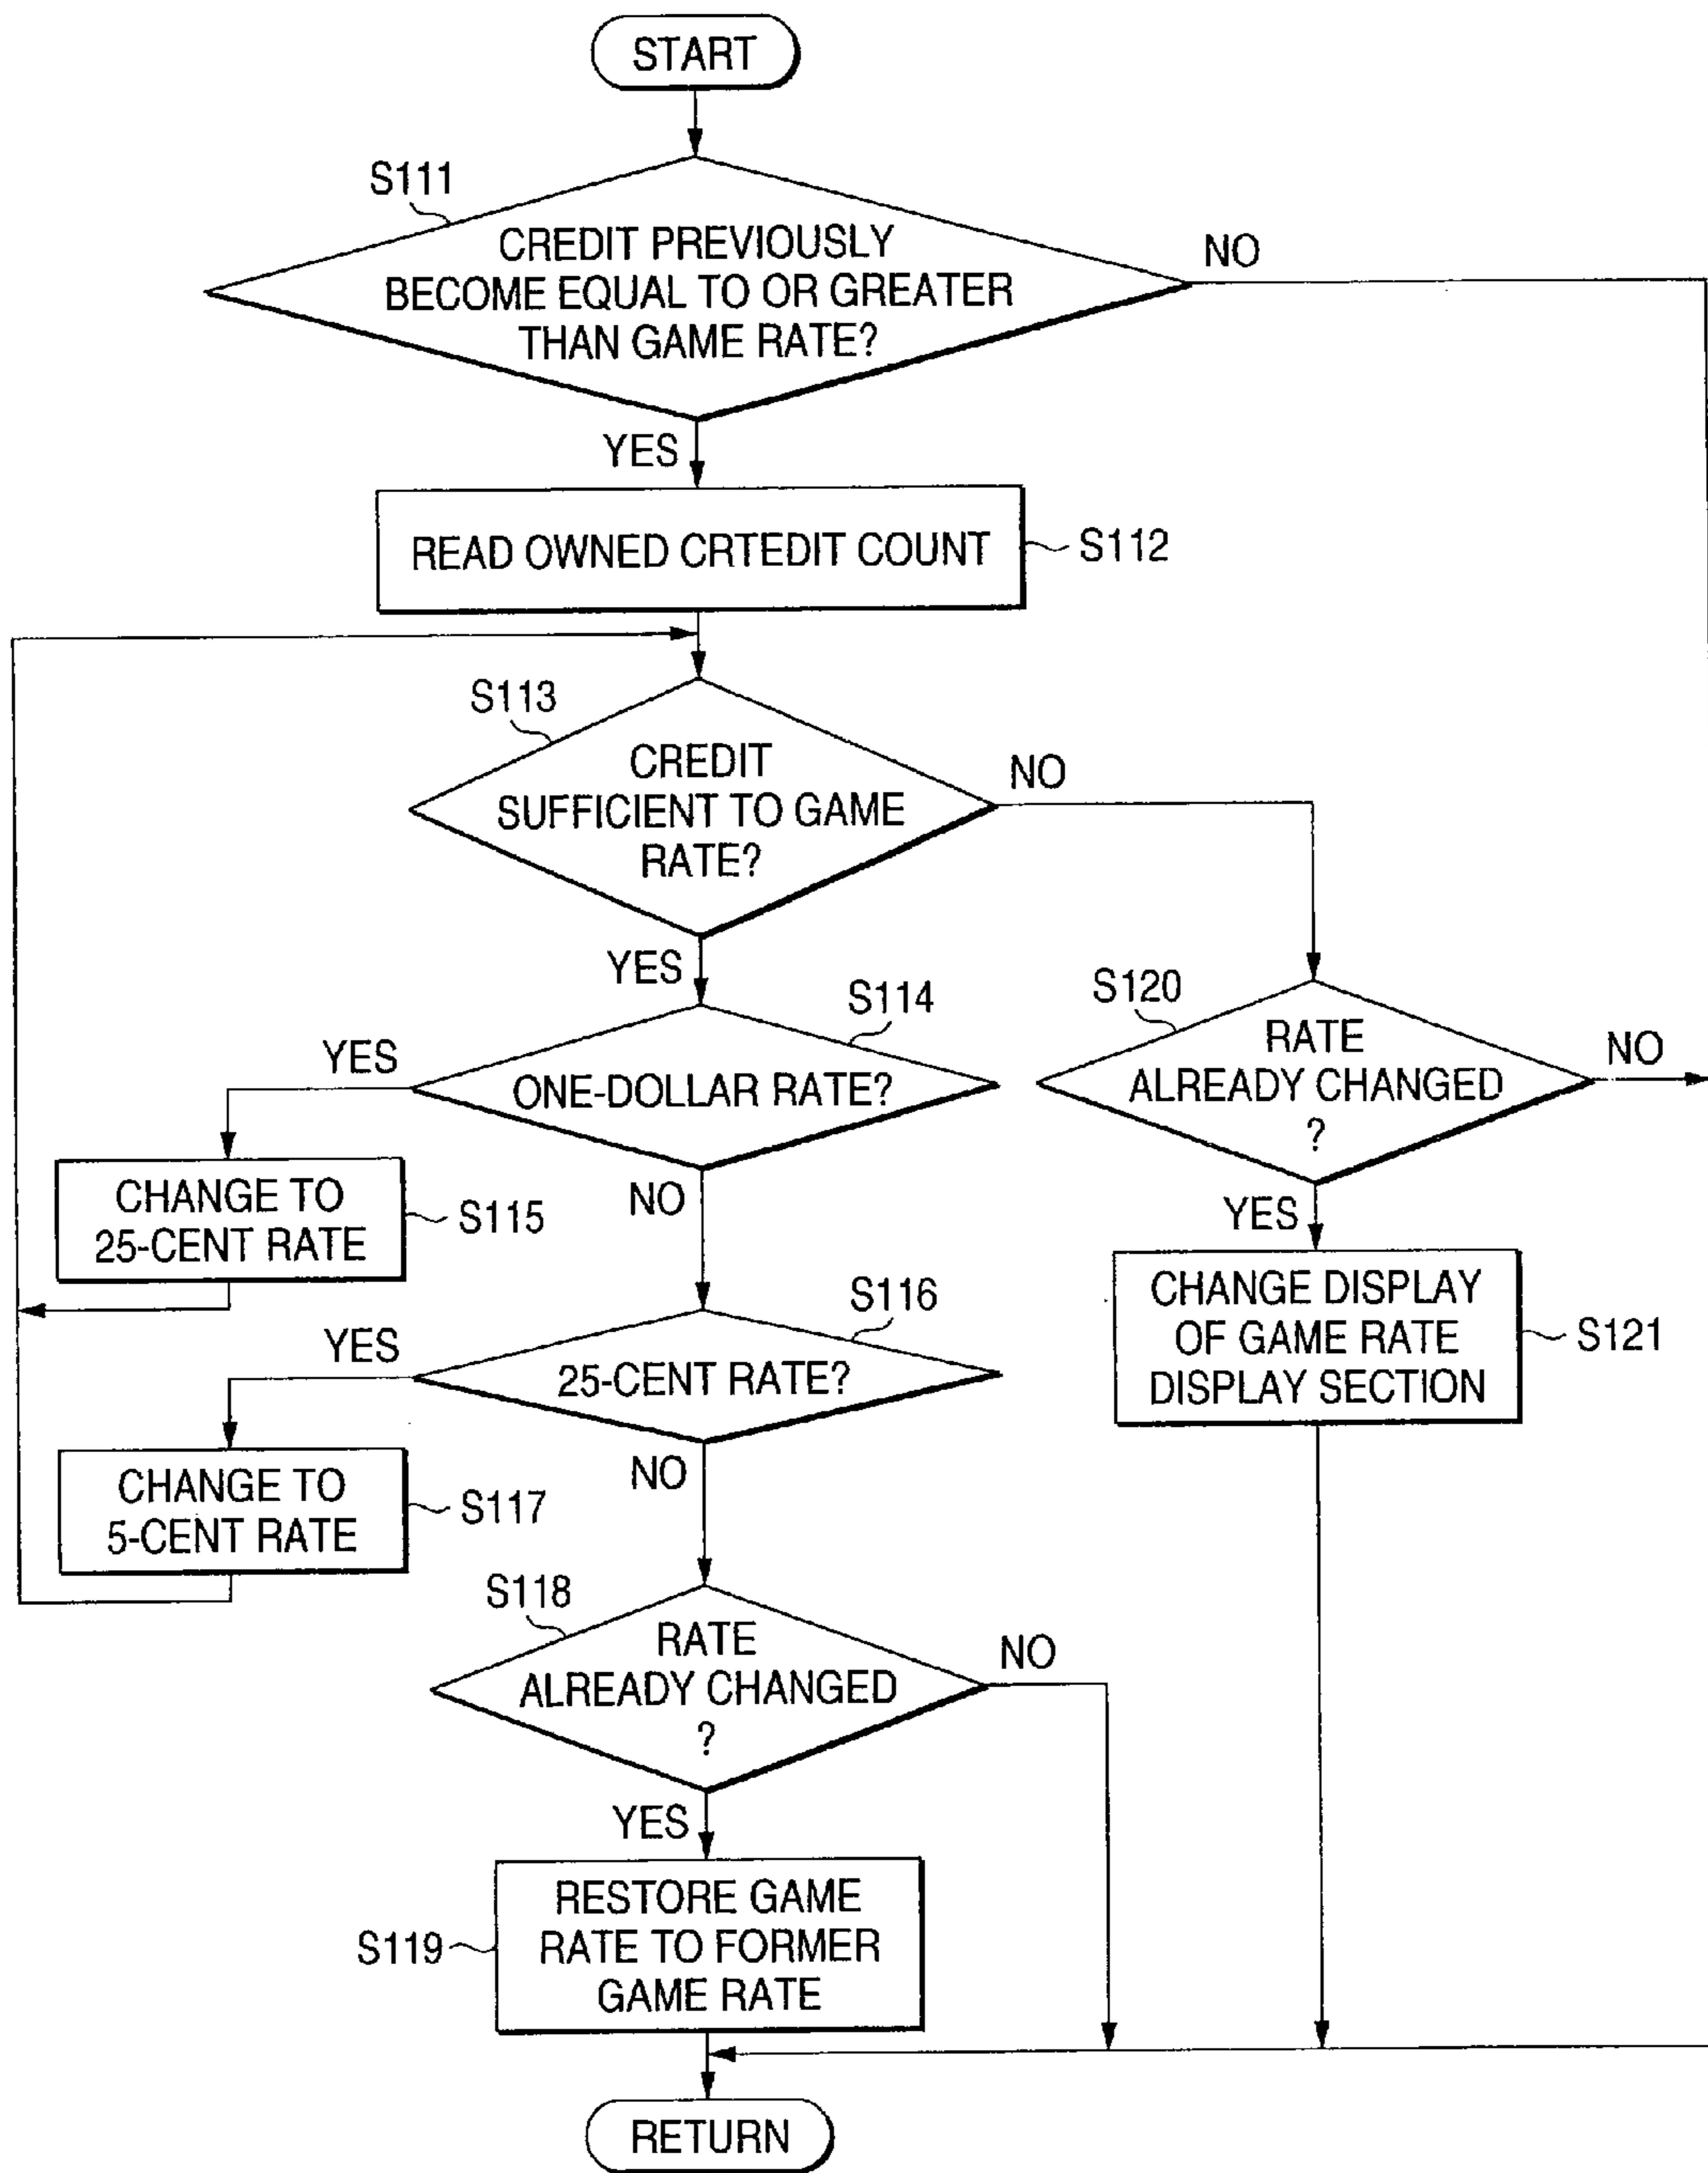 START
S111
CREDIT PREVIOUSLY
BECOME EQUAL TO OR GREATER
THAN GAME RATE?
NO
YES
READ OWNED CRTEDIT COUNT
S112
S113
CREDIT
SUFFICIENT TO GAME
RATE?
NO
YES
S114
ONE-DOLLAR RATE?
YES
NO
S120
RATE
ALREADY CHANGED
?
NO
YES
CHANGE TO
25-CENT RATE
S115
S116
25-CENT RATE?
YES
NO
CHANGE DISPLAY
OF GAME RATE
DISPLAY SECTION
S121
CHANGE TO
5-CENT RATE
S117
S118
RATE
ALREADY CHANGED
?
NO
YES
RESTORE GAME
RATE TO FORMER
GAME RATE
S119
RETURN